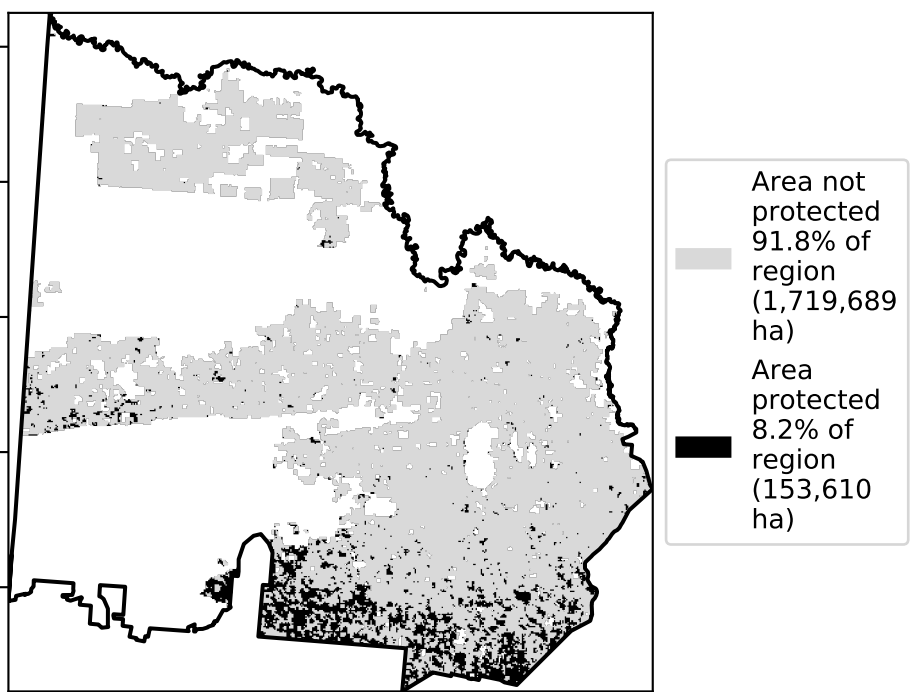 Area not
protected
91.8% of
region
(1,719,689
ha)
Area
protected
8.2% of
region
(153,610
ha)